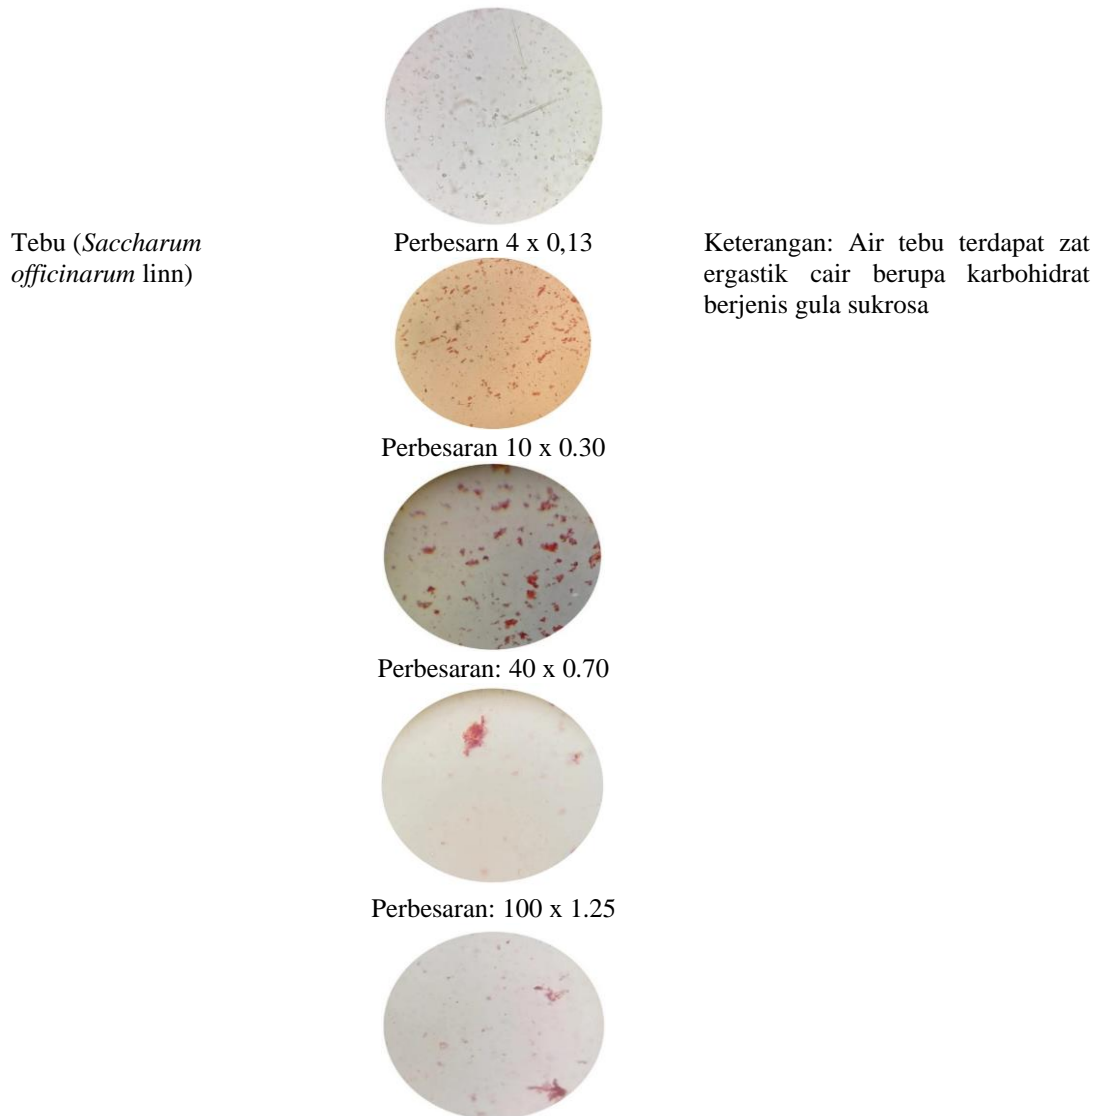 Tebu (Saccharum
officinarum linn)
Perbesarn 4 x 0,13
Keterangan: Air tebu terdapat zat
ergastik cair berupa karbohidrat
berjenis gula sukrosa
Perbesaran 10 x 0.30
Perbesaran: 40 x 0.70
Perbesaran: 100 x 1.25